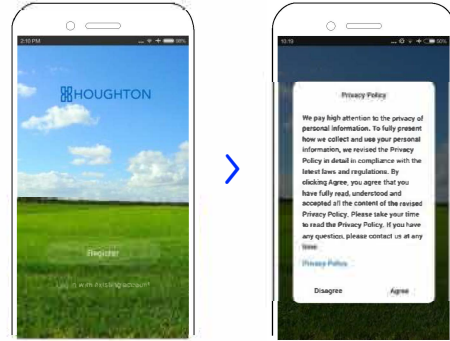 2:10 PM
... 98%
HOUGHTON
Register
Log in with existing account
10:10
... 90%
Privacy Policy
We pay high attention to the privacy of
personal information. To fully present
how we collect and use your personal
information, we revised the Privacy
Policy in detail in compliance with the
latest laws and regulations. By
clicking Agree, you agree that you
have fully read, understood and
accepted all the content of the revised
Privacy Policy. Please take your time
to read the Privacy Policy. If you have
any question, please contact us at any
time
Privacy Policy
Disagree Agree